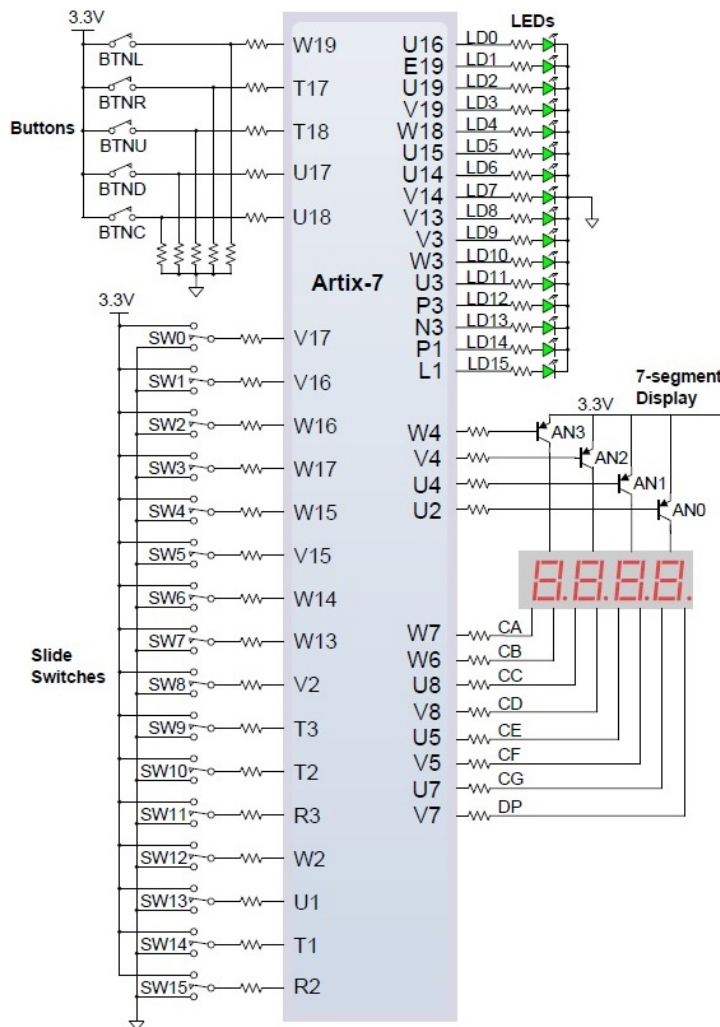 3.3V
BTNL
BTNR
Buttons
BTNU
BTND
BTNC
W19
T17
T18
U17
U18
Artix-7
LEDs
U16 LD0
E19 LD1
U19 LD2
V19 LD3
W18 LD4
U15 LD5
U14 LD6
V14 LD7
V13 LD8
V3 LD9
W3 LD10
U3 LD11
P3 LD12
N3 LD13
P1 LD14
L1 LD15
3.3V
SW0 V17
SW1 V16
SW2 W16
SW3 W17
SW4 W15
SW5 V15
SW6 W14
SW7 W13
Slide
Switches
SW8 V2
SW9 T3
SW10 T2
SW11 R3
SW12 W2
SW13 U1
SW14 T1
SW15 R2
7-segment
Display
3.3V
W4 AN3
V4 AN2
U4 AN1
U2 AN0
8.8.8.8.
W7 CA
W6 CB
U8 CC
V8 CD
U5 CE
V5 CF
U7 CG
V7 DP